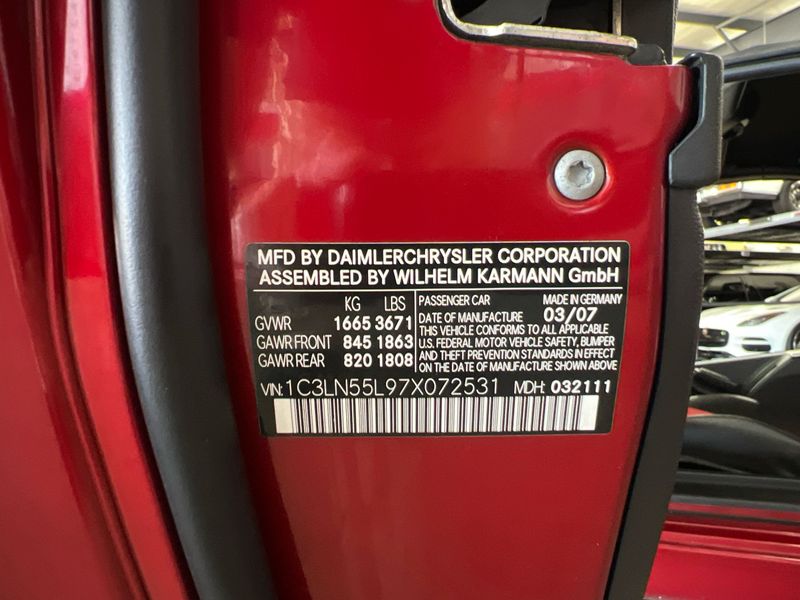 MFD BY DAIMLERCHRYSLER CORPORATION
ASSEMBLED BY WILHELM KARMANN GmbH
KG LBS
GVWR 1665 3671
GAWR FRONT 845 1863
GAWR REAR 820 1808
PASSENGER CAR MADE IN GERMANY
DATE OF MANUFACTURE 03/07
THIS VEHICLE CONFORMS TO ALL APPLICABLE
U.S. FEDERAL MOTOR VEHICLE SAFETY, BUMPER
AND THEFT PREVENTION STANDARDS IN EFFECT
ON THE DATE OF MANUFACTURE SHOWN ABOVE
VIN: 1C3LN55L97X072531 MDH: 032111